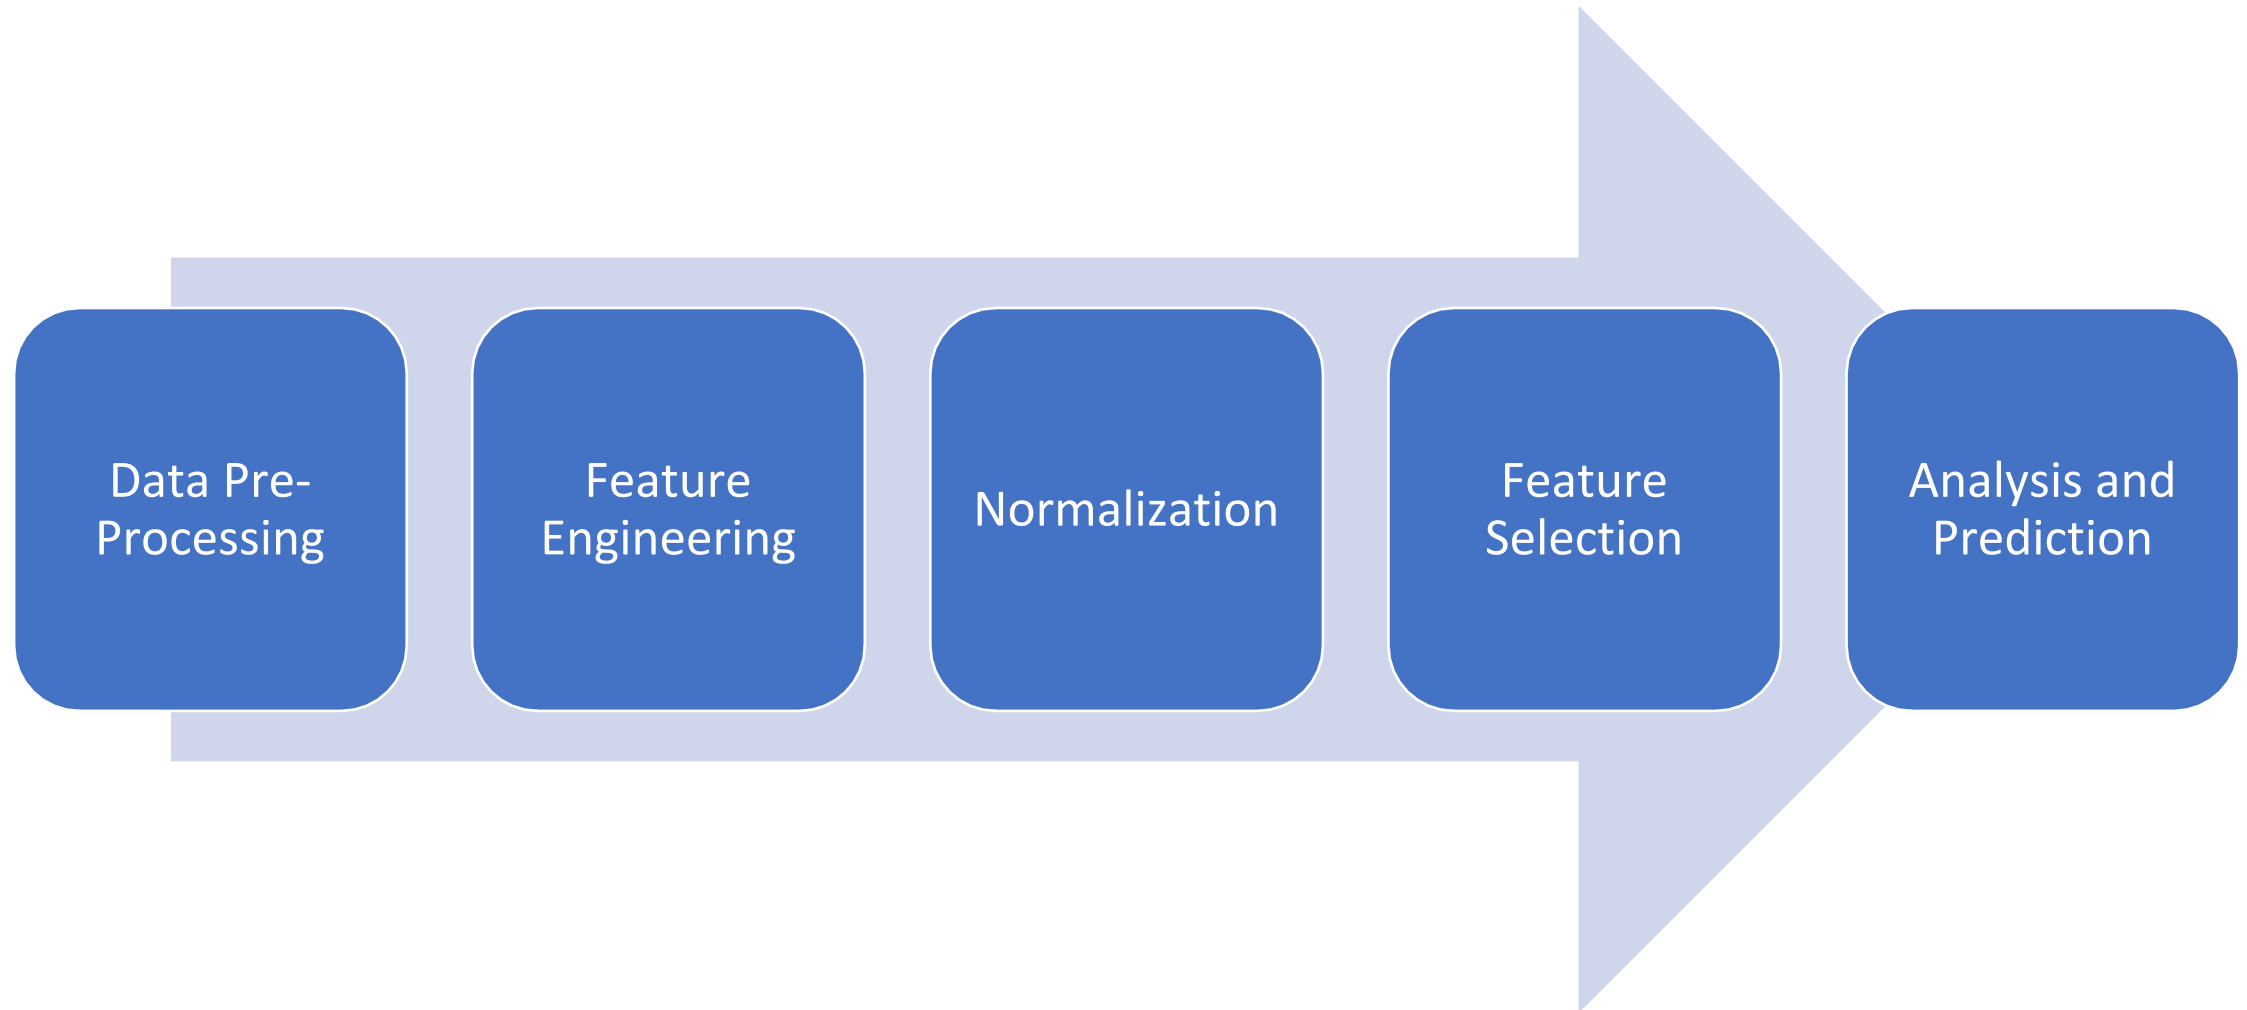 Data Pre-
Processing
Feature
Engineering
Normalization
Feature
Selection
Analysis and
Prediction